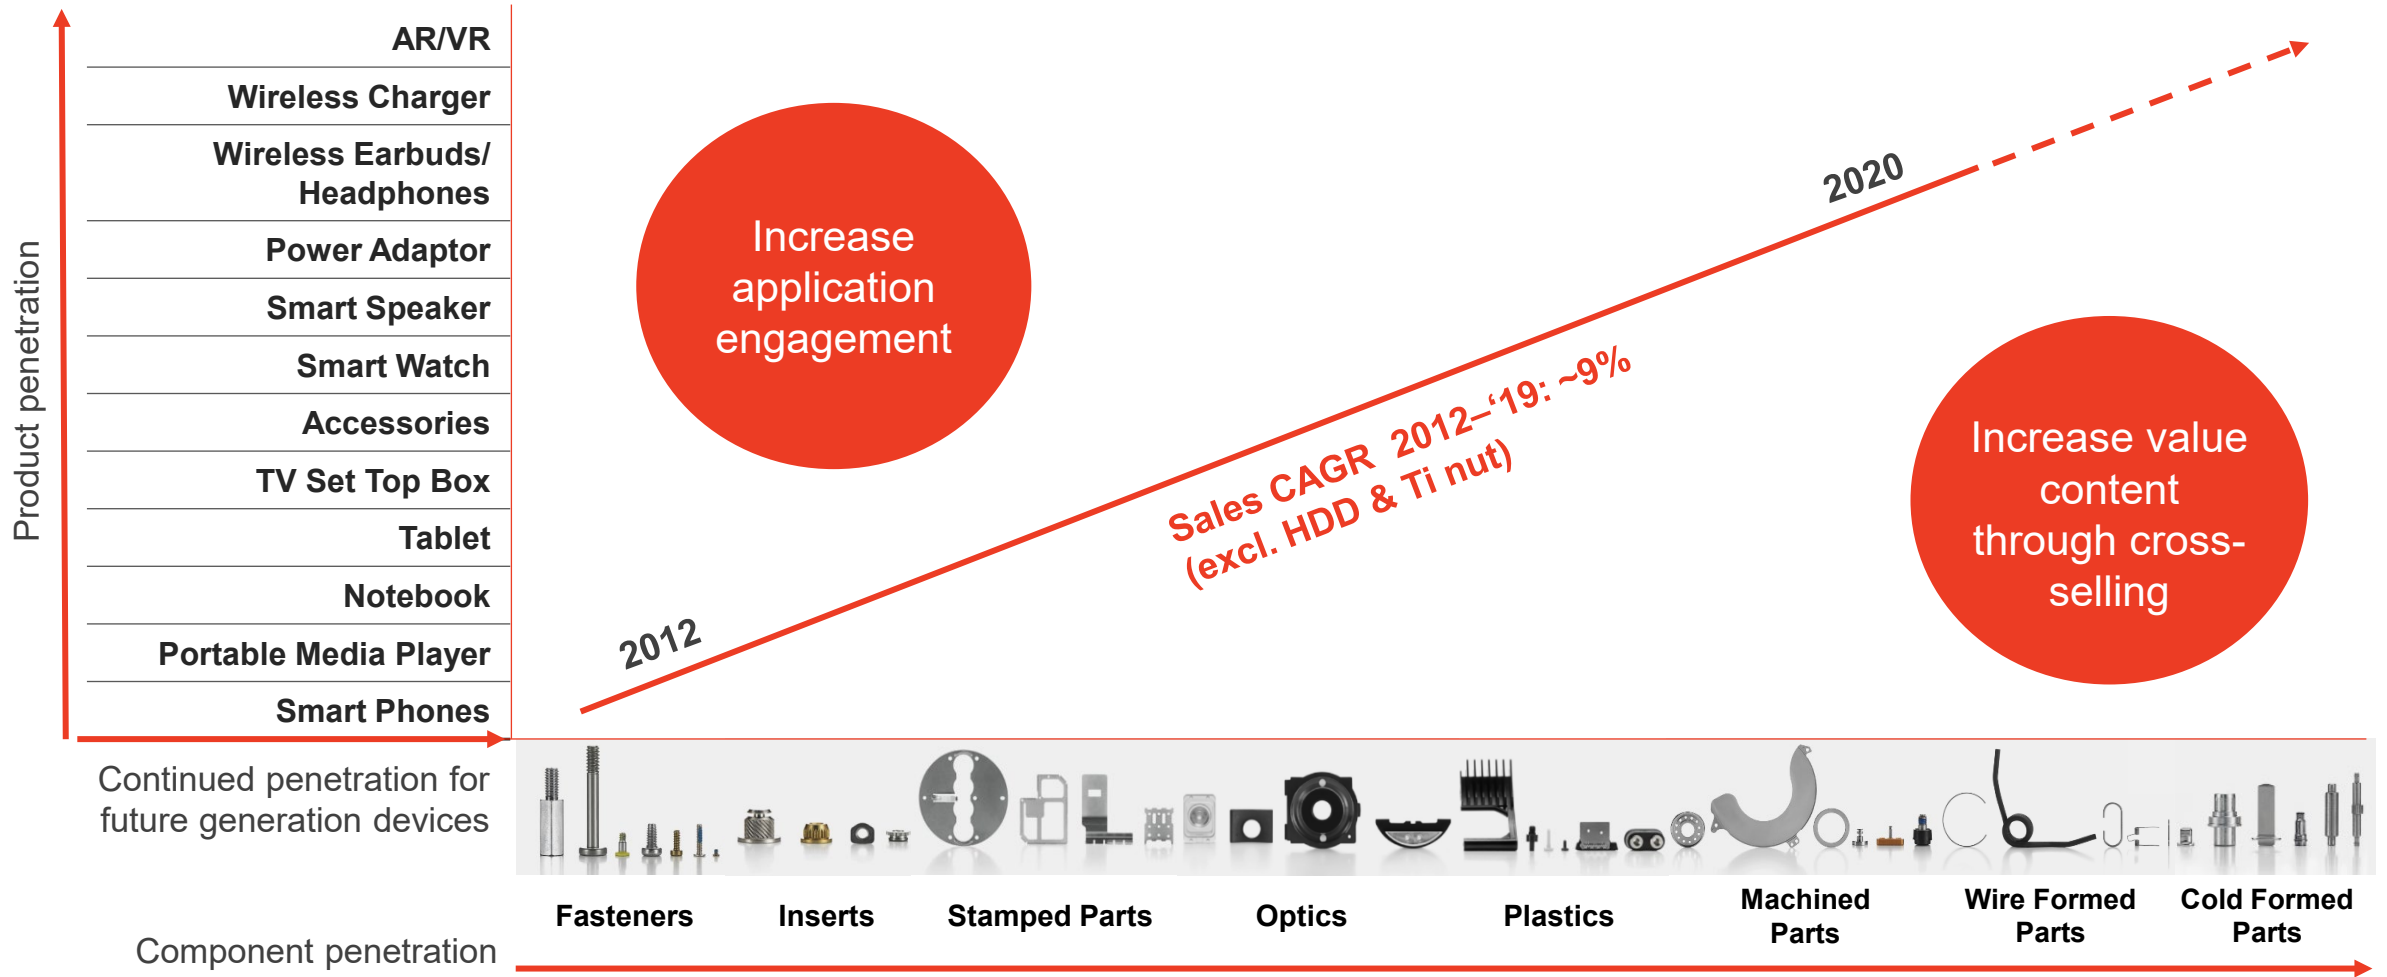 Product penetration
AR/VR
Wireless Charger
Wireless Earbuds/
Headphones
Power Adaptor
Smart Speaker
Smart Watch
Accessories
TV Set Top Box
Tablet
Notebook
Portable Media Player
Smart Phones
Continued penetration for
future generation devices
Increase
application
engagement
2012
2020
Sales CAGR 2012–‘19: ~9%
(excl. HDD & Ti nut)
Increase value
content
through cross-
selling
Fasteners
Inserts
Stamped Parts
Optics
Plastics
Machined
Parts
Wire Formed
Parts
Cold Formed
Parts
Component penetration